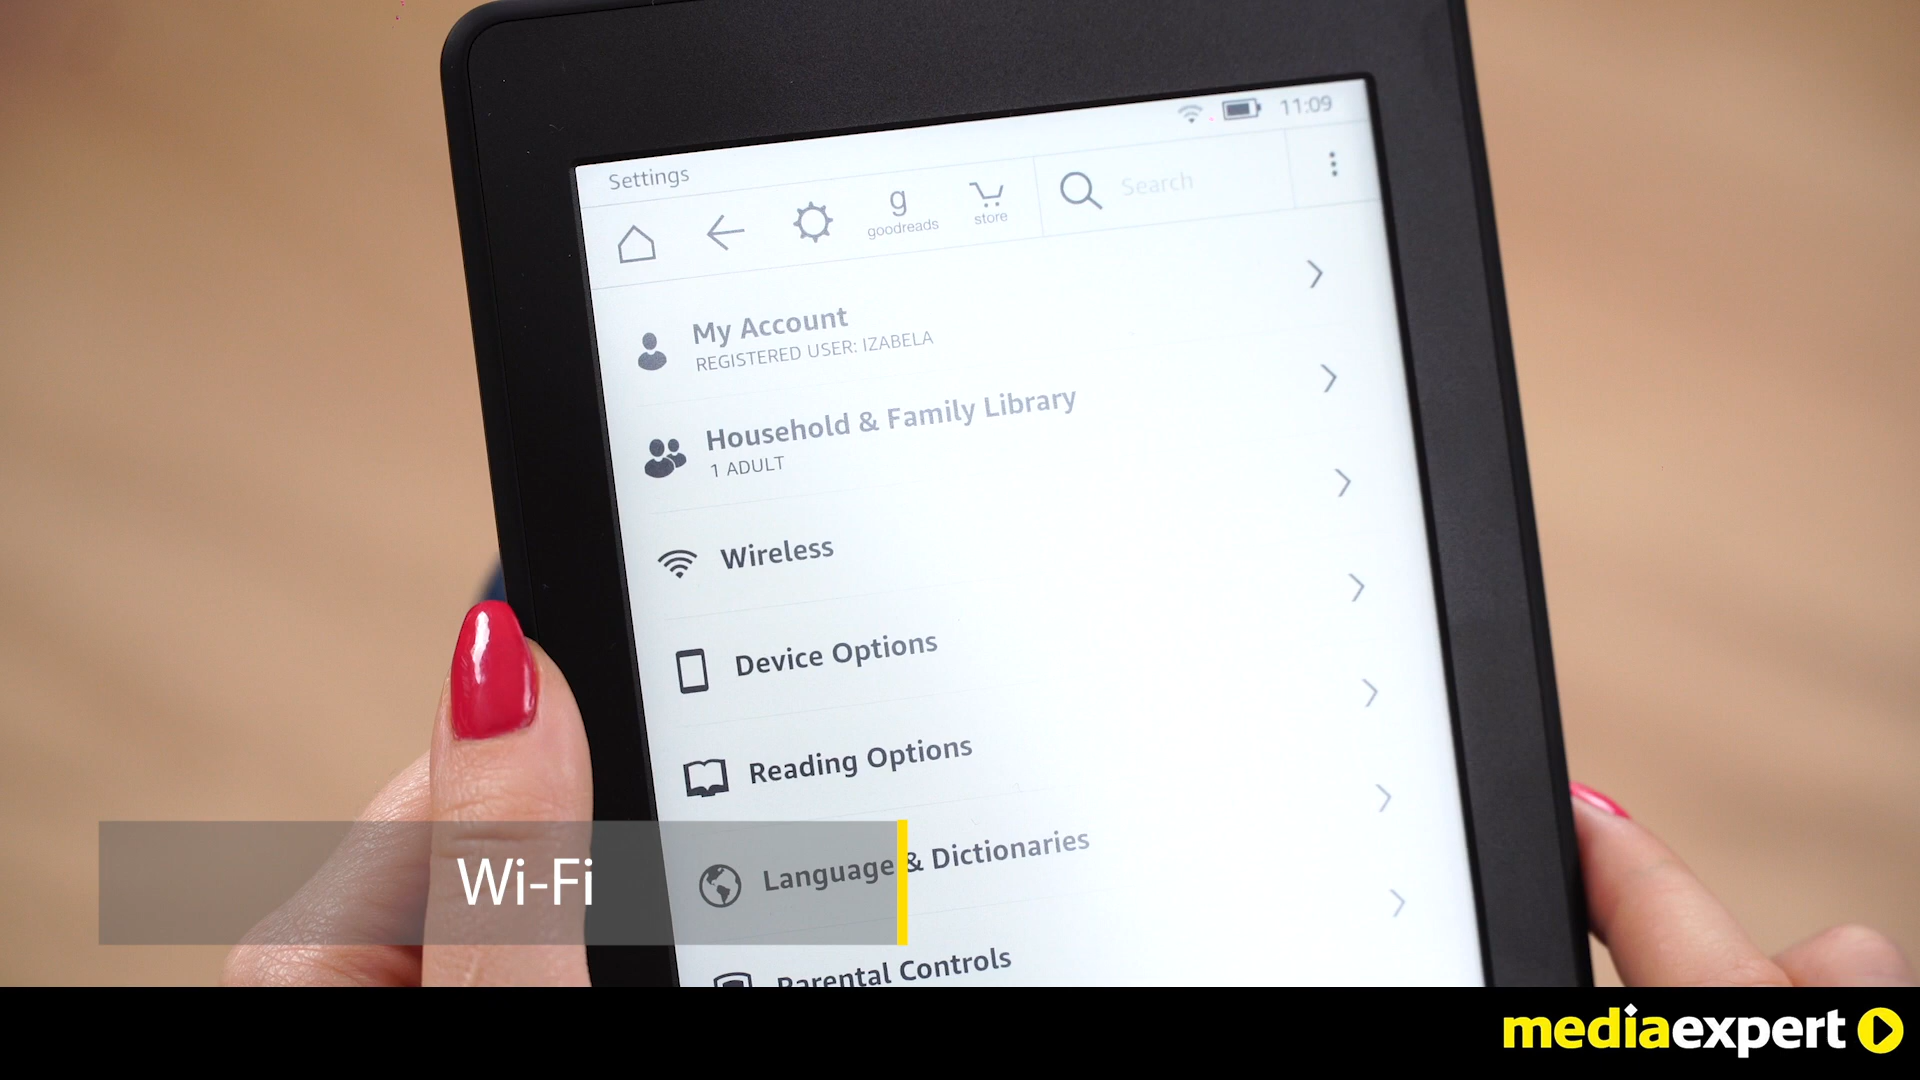 11:09
Settings
g
goodreads
store
Search
My Account
REGISTERED USER: IZABELA
Household & Family Library
1 ADULT
Wireless
Device Options
Reading Options
Language & Dictionaries
Wi-Fi
Parental Controls
mediaexpert